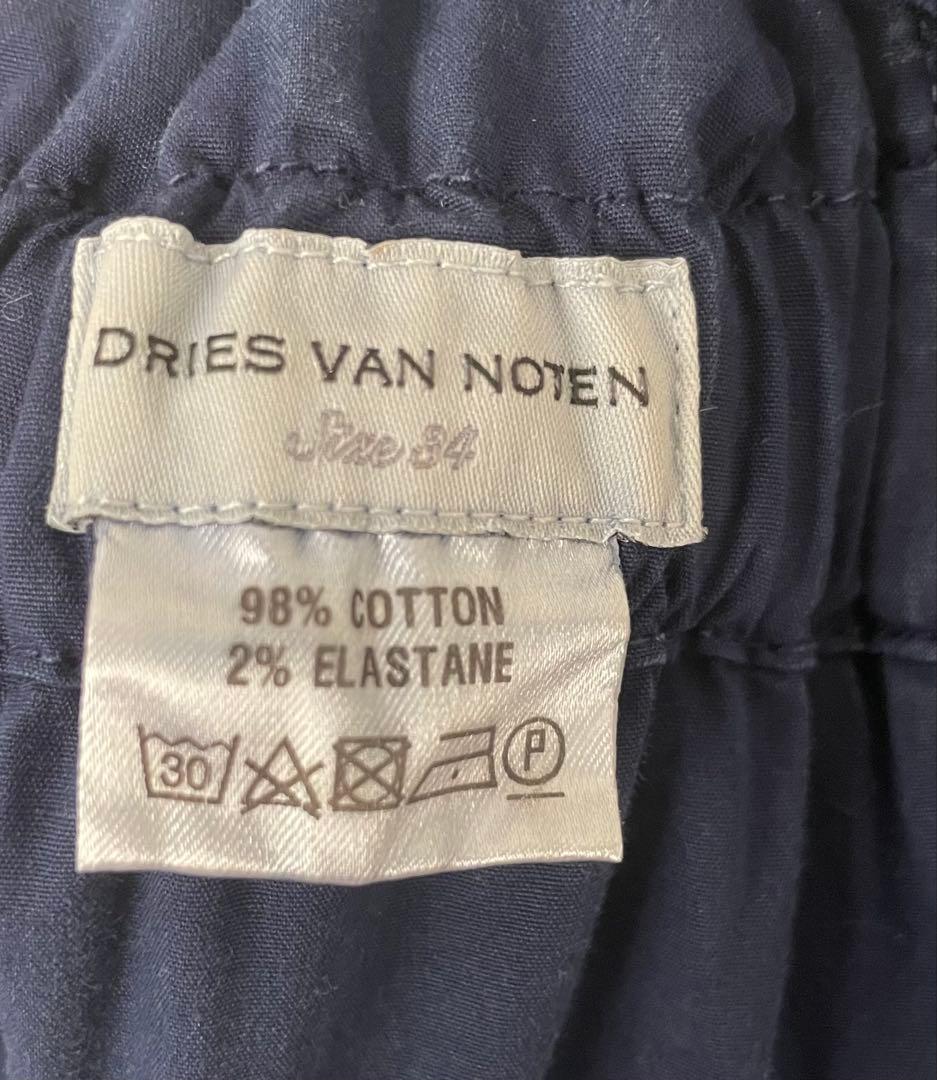 DRIES VAN NOTEN
Size 34
98% COTTON
2% ELASTANE
30 P